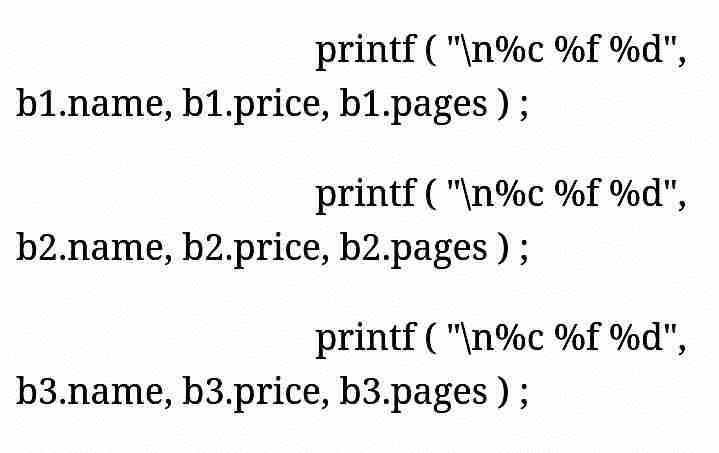 printf ( "\n%c %f %d",
b1.name, b1.price, b1.pages ) ;
printf ( "\n%c %f %d",
b2.name, b2.price, b2.pages ) ;
printf ( "\n%c %f %d",
b3.name, b3.price, b3.pages ) ;